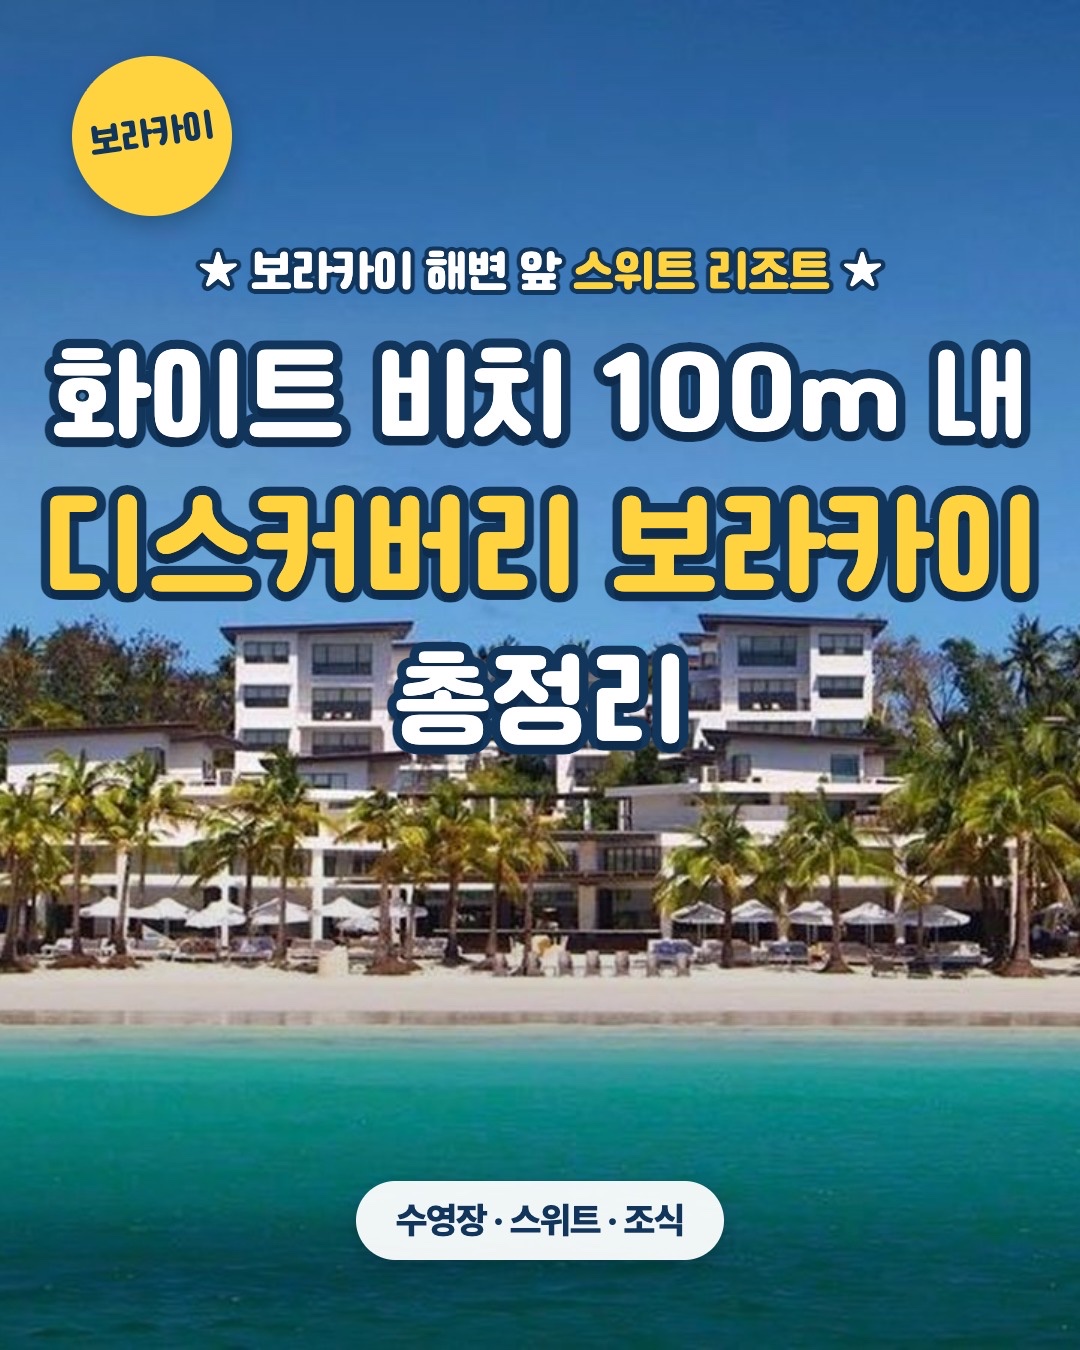 보라카이
★ 보라카이 해변 앞 스위트 리조트 ★
화이트 비치 100m 내
디스커버리 보라카이
총정리
수영장 · 스위트 · 조식